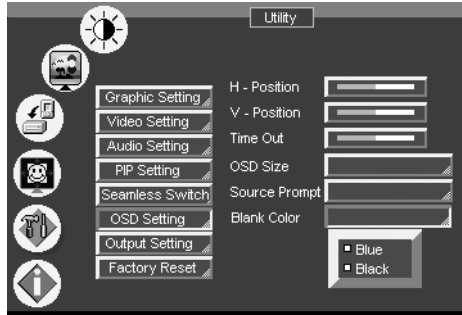 Utility
Graphic Setting
Video Setting
Audio Setting
PIP Setting
Seamless Switch
OSD Setting
Output Setting
Factory Reset
H - Position
V - Position
Time Out
OSD Size
Source Prompt
Blank Color
Blue
Black